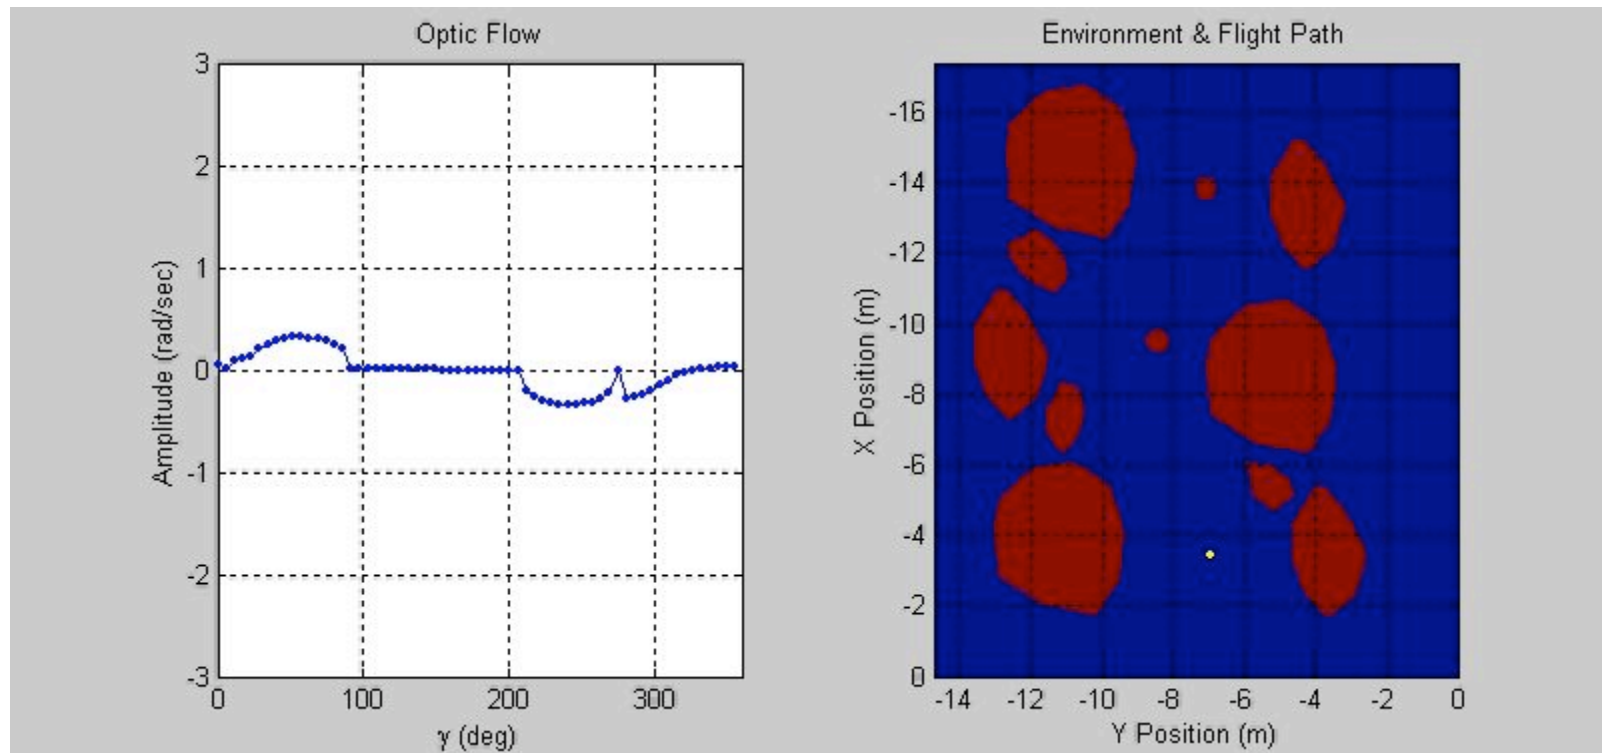 Optic Flow
3
2
1
0
-1
-2
-3
0 100 200 300
Amplitude (rad/sec)
γ (deg)
Environment & Flight Path
-16
-14
-12
-10
-8
-6
-4
-2
0
-14 -12 -10 -8 -6 -4 -2 0
X Position (m)
Y Position (m)